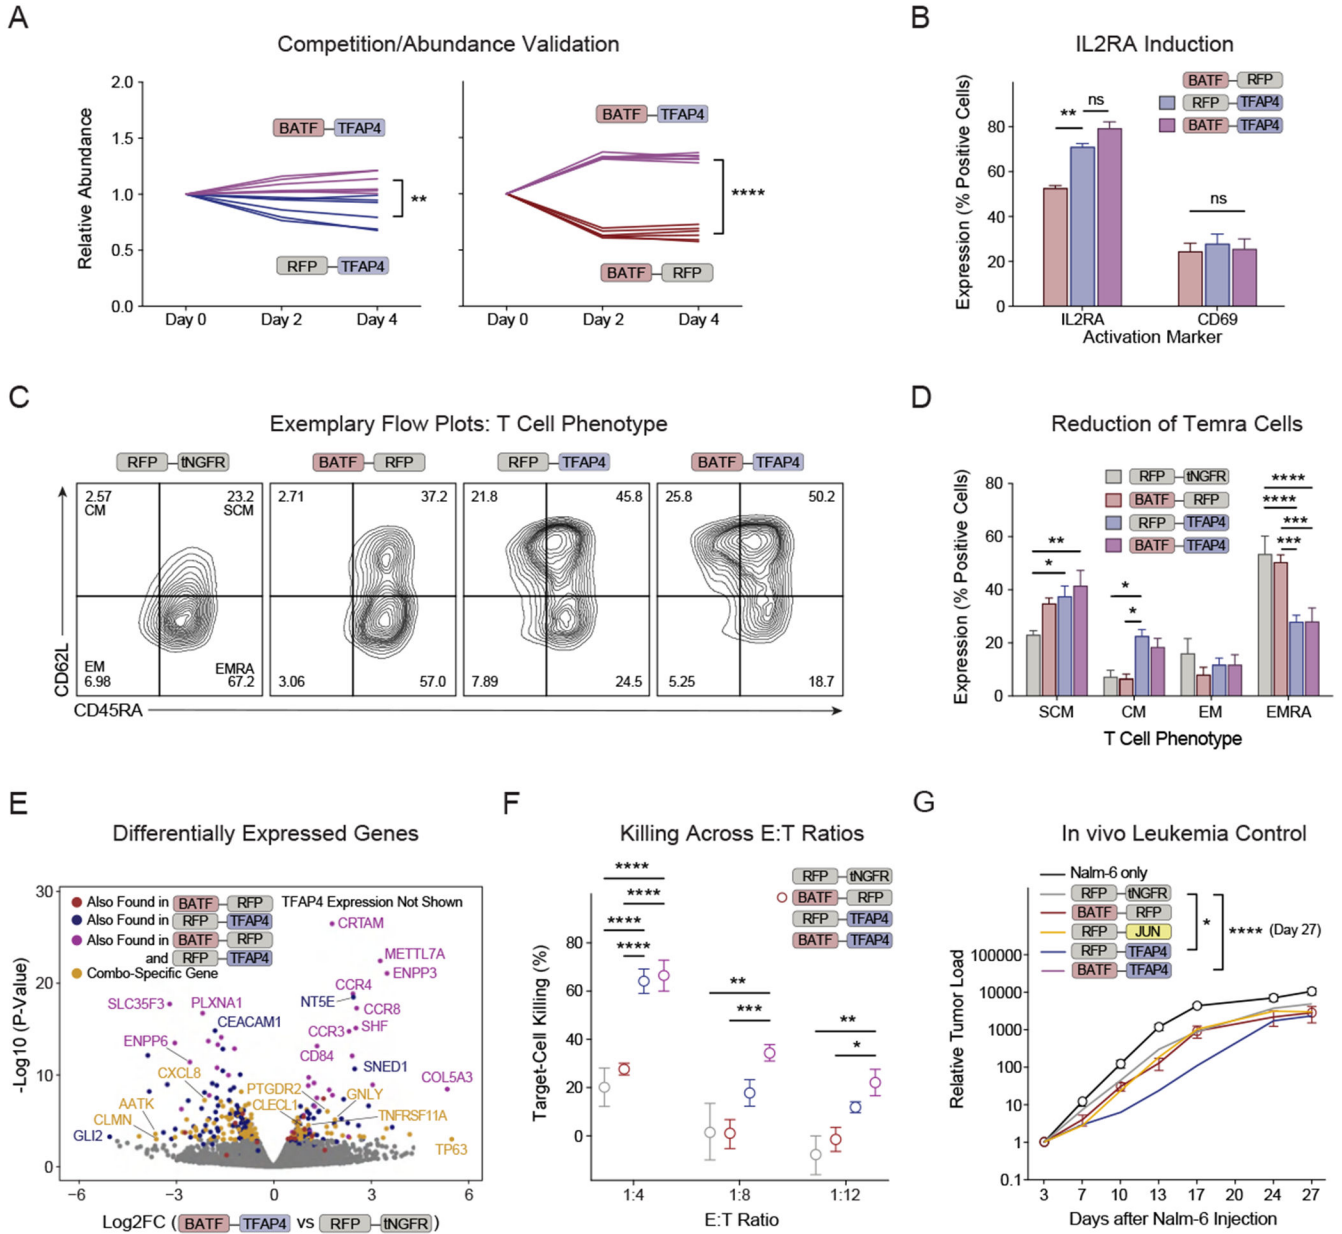 A
Competition/Abundance Validation
Relative Abundance
2.0
1.5
1.0
0.5
0.0
BATF TFAP4
**
RFP TFAP4
Day 0 Day 2 Day 4
BATF TFAP4
****
BATF RFP
Day 0 Day 2 Day 4
B
IL2RA Induction
Expression (% Positive Cells)
80
60
40
20
0
BATF RFP
RFP TFAP4
BATF TFAP4
** ns
ns
IL2RA CD69
Activation Marker
C
Exemplary Flow Plots: T Cell Phenotype
RFP tNGFR BATF RFP RFP TFAP4 BATF TFAP4
2.57 23.2 2.71 37.2 21.8 45.8 25.8 50.2
CM SCM
EM EMRA
6.98 67.2 3.06 57.0 7.89 24.5 5.25 18.7
CD62L
CD45RA
D
Reduction of Temra Cells
Expression (% Positive Cells)
80
60
40
20
0
RFP tNGFR
BATF RFP
RFP TFAP4
BATF TFAP4
**
*
*
*
****
****
***
***
SCM CM EM EMRA
T Cell Phenotype
E
Differentially Expressed Genes
-Log10 (P-Value)
30
20
10
0
Also Found in BATF RFP TFAP4 Expression Not Shown
Also Found in RFP TFAP4
Also Found in BATF RFP
and RFP TFAP4
Combo-Specific Gene
CRTAM
METTL7A
ENPP3
CCR4
NT5E
SLC35F3 PLXNA1
CCR8
CEACAM1
CCR3 SHF
ENPP6
CD84
SNED1
CXCL8
COL5A3
PTGDR2
GNLY
AATK
CLECL1
TNFRSF11A
CLMN
GLI2
TP63
−6 −3 0 3 6
Log2FC ( BATF TFAP4 vs RFP tNGFR )
F
Killing Across E:T Ratios
Target-Cell Killing (%)
80
60
40
20
0
RFP tNGFR
BATF RFP
RFP TFAP4
BATF TFAP4
****
****
****
****
**
***
**
*
1:4 1:8 1:12
E:T Ratio
G
In vivo Leukemia Control
Relative Tumor Load
Nalm-6 only
RFP tNGFR
BATF RFP
RFP JUN
RFP TFAP4
BATF TFAP4
* **** (Day 27)
100000
10000
1000
100
10
1
0.1
3 7 10 13 17 20 24 27
Days after Nalm-6 Injection